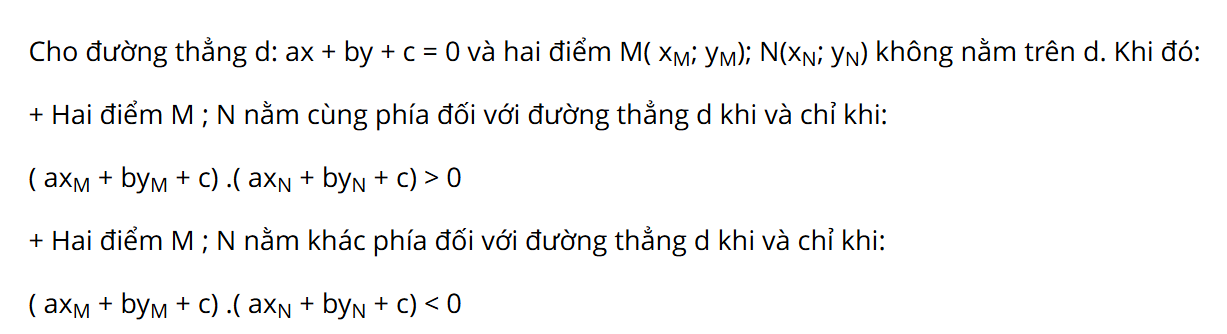 Cho đường thẳng d: ax + by + c = 0 và hai điểm M( x_M; y_M); N(x_N; y_N) không nằm trên d. Khi đó:
+ Hai điểm M ; N nằm cùng phía đối với đường thẳng d khi và chỉ khi:
( ax_M + by_M + c) .( ax_N + by_N + c) > 0
+ Hai điểm M ; N nằm khác phía đối với đường thẳng d khi và chỉ khi:
( ax_M + by_M + c) .( ax_N + by_N + c) < 0